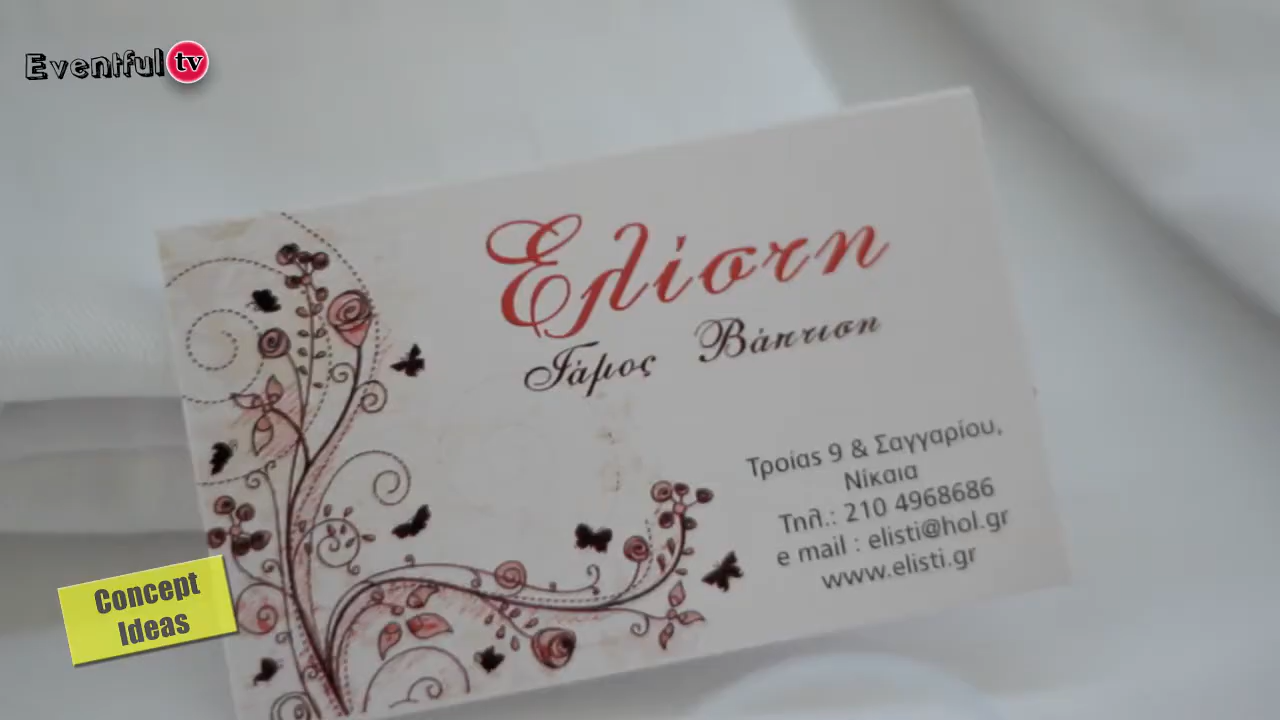 Eventful tv
Ελίστη
Γάμος Βάπτιση
Τροίας 9 & Σαγγαρίου,
Νίκαια
Τηλ.: 210 4968686
e mail : elisti@hol.gr
www.elisti.gr
Concept
Ideas